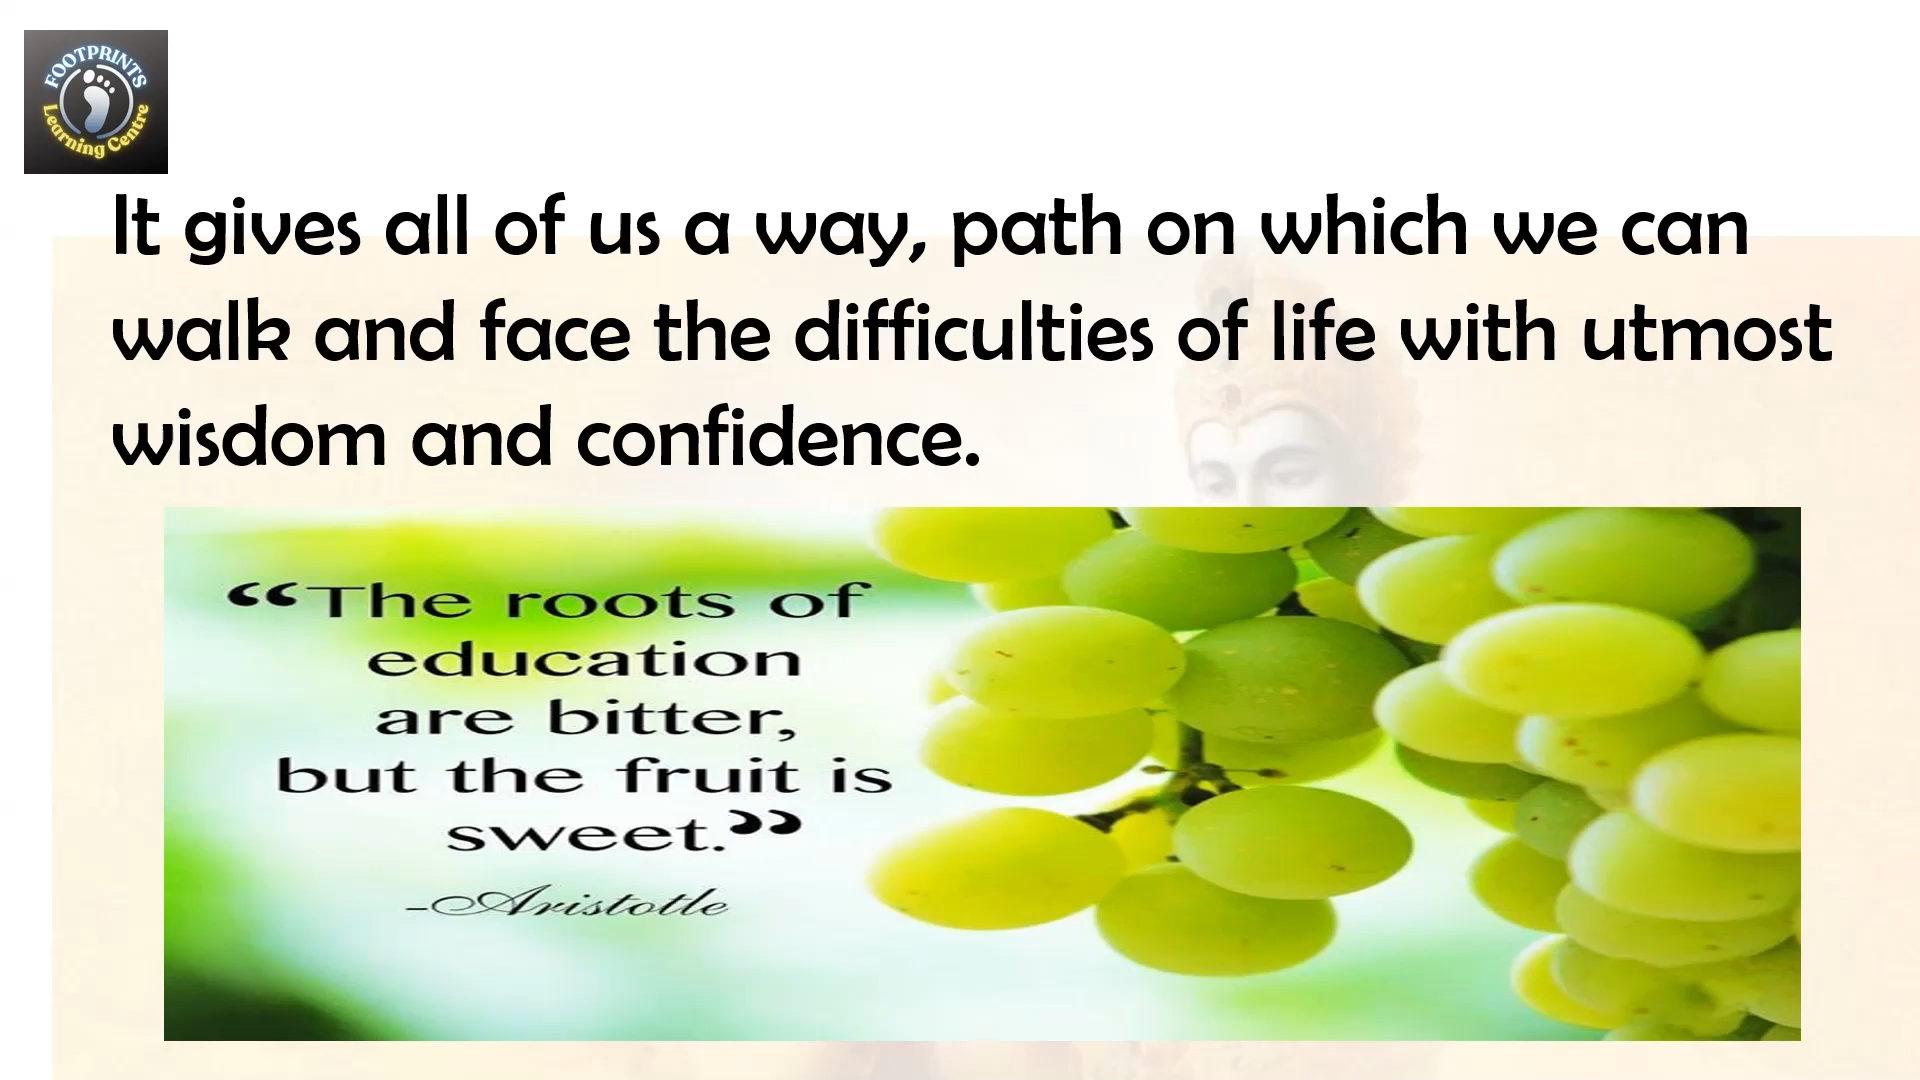 FOOTPRINTS
Learning Centre
It gives all of us a way, path on which we can
walk and face the difficulties of life with utmost
wisdom and confidence.
“The roots of
education
are bitter,
but the fruit is
sweet.”
-Aristotle